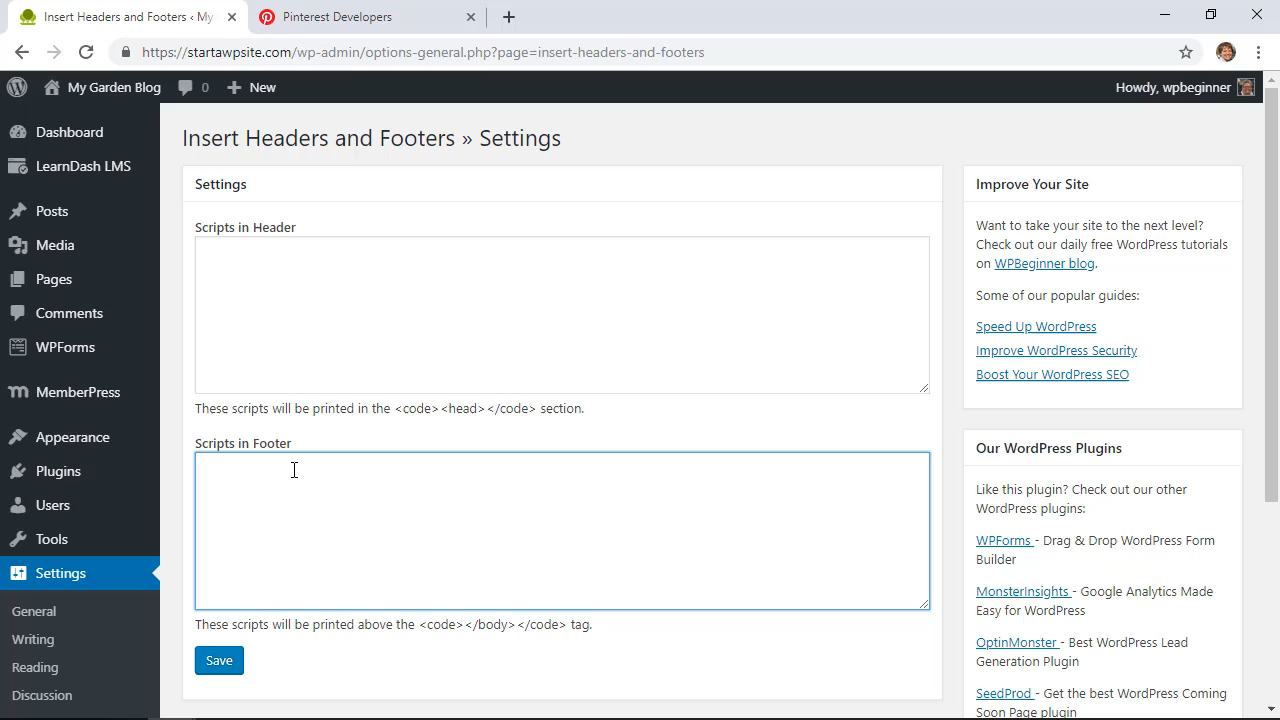 Insert Headers and Footers ‹ My
Pinterest Developers
https://startawpsite.com/wp-admin/options-general.php?page=insert-headers-and-footers
My Garden Blog
0
New
Howdy, wpbeginner
Dashboard
LearnDash LMS
Posts
Media
Pages
Comments
WPForms
MemberPress
Appearance
Plugins
Users
Tools
Settings
General
Writing
Reading
Discussion
Insert Headers and Footers » Settings
Settings
Scripts in Header
These scripts will be printed in the <code><head></code> section.
Scripts in Footer
These scripts will be printed above the <code></body></code> tag.
Save
Improve Your Site
Want to take your site to the next level?
Check out our daily free WordPress tutorials
on WPBeginner blog.
Some of our popular guides:
Speed Up WordPress
Improve WordPress Security
Boost Your WordPress SEO
Our WordPress Plugins
Like this plugin? Check out our other
WordPress plugins:
WPForms - Drag & Drop WordPress Form
Builder
MonsterInsights - Google Analytics Made
Easy for WordPress
OptinMonster - Best WordPress Lead
Generation Plugin
SeedProd - Get the best WordPress Coming
Soon Page plugin